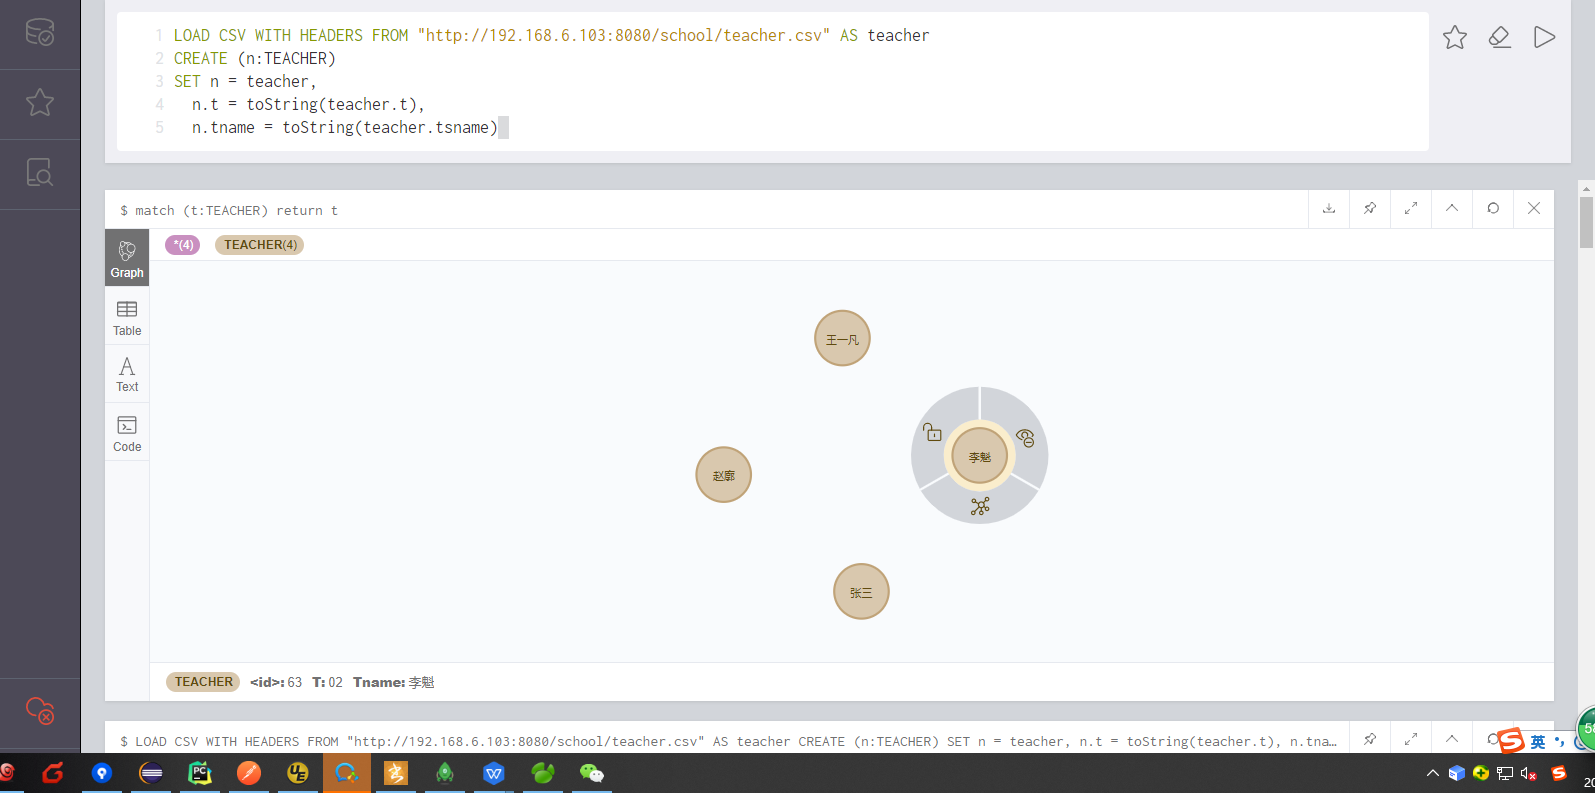 1 LOAD CSV WITH HEADERS FROM "http://192.168.6.103:8080/school/teacher.csv" AS teacher
2 CREATE (n:TEACHER)
3 SET n = teacher,
4 n.t = toString(teacher.t),
5 n.tname = toString(teacher.tsname)
$ match (t:TEACHER) return t
*(4) TEACHER(4)
Graph
Table
Text
Code
王一凡
李魁
赵廓
张三
TEACHER <id>: 63 T: 02 Tname: 李魁
$ LOAD CSV WITH HEADERS FROM "http://192.168.6.103:8080/school/teacher.csv" AS teacher CREATE (n:TEACHER) SET n = teacher, n.t = toString(teacher.t), n.tna…
英
PC
UE
W
S
20